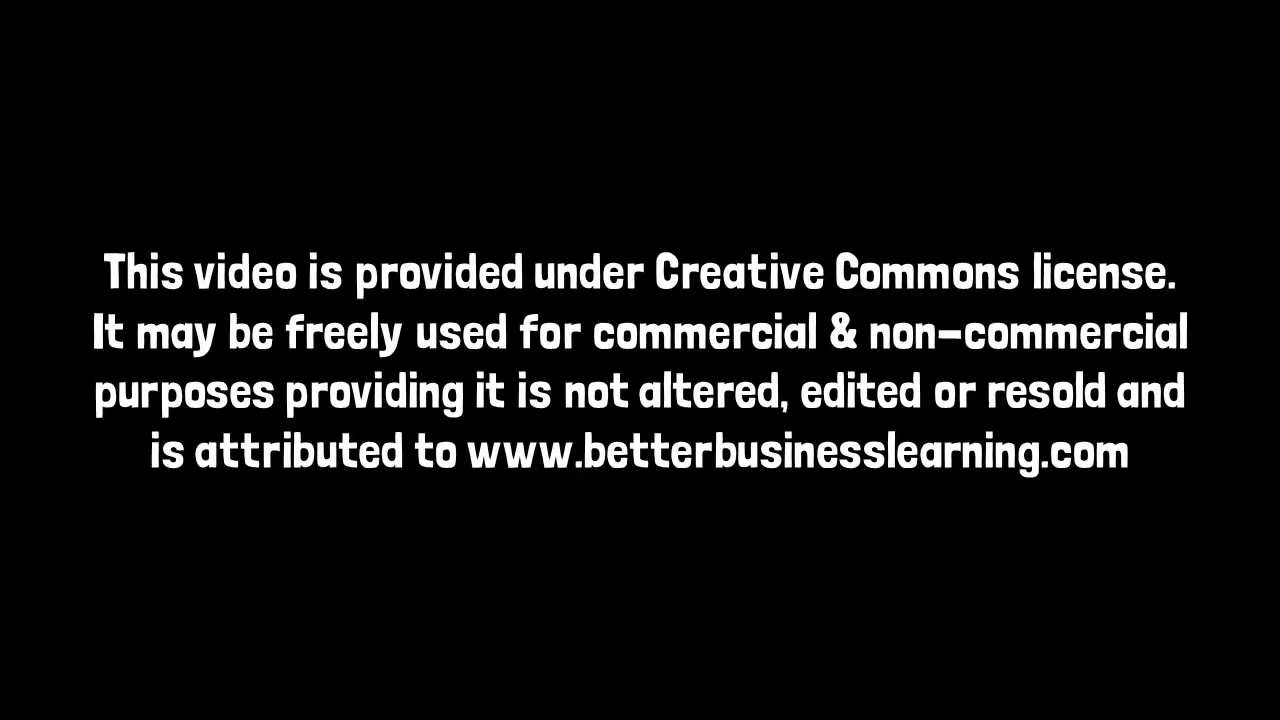 This video is provided under Creative Commons license.
It may be freely used for commercial & non-commercial
purposes providing it is not altered, edited or resold and
is attributed to www.betterbusinesslearning.com